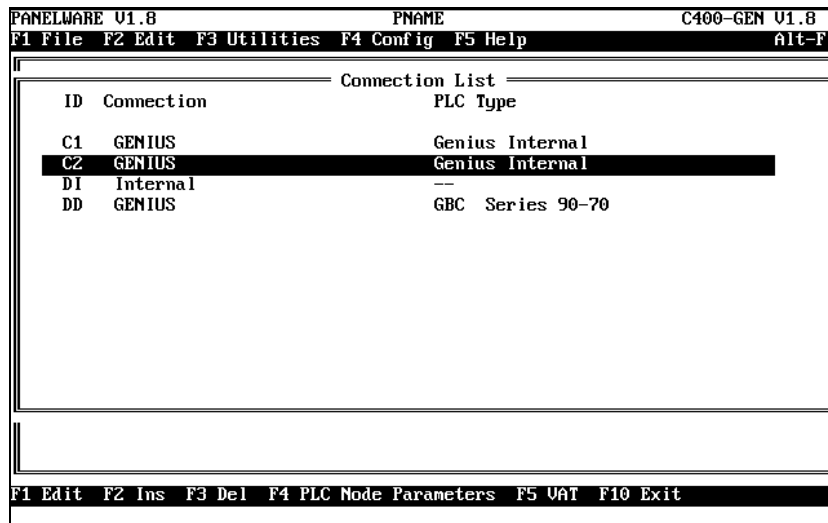 PANELWARE V1.8 PNAME C400-GEN V1.8
F1 File F2 Edit F3 Utilities F4 Config F5 Help Alt-F
Connection List
ID Connection PLC Type
C1 GENIUS Genius Internal
C2 GENIUS Genius Internal
DI Internal --
DD GENIUS GBC Series 90-70
F1 Edit F2 Ins F3 Del F4 PLC Node Parameters F5 VAT F10 Exit